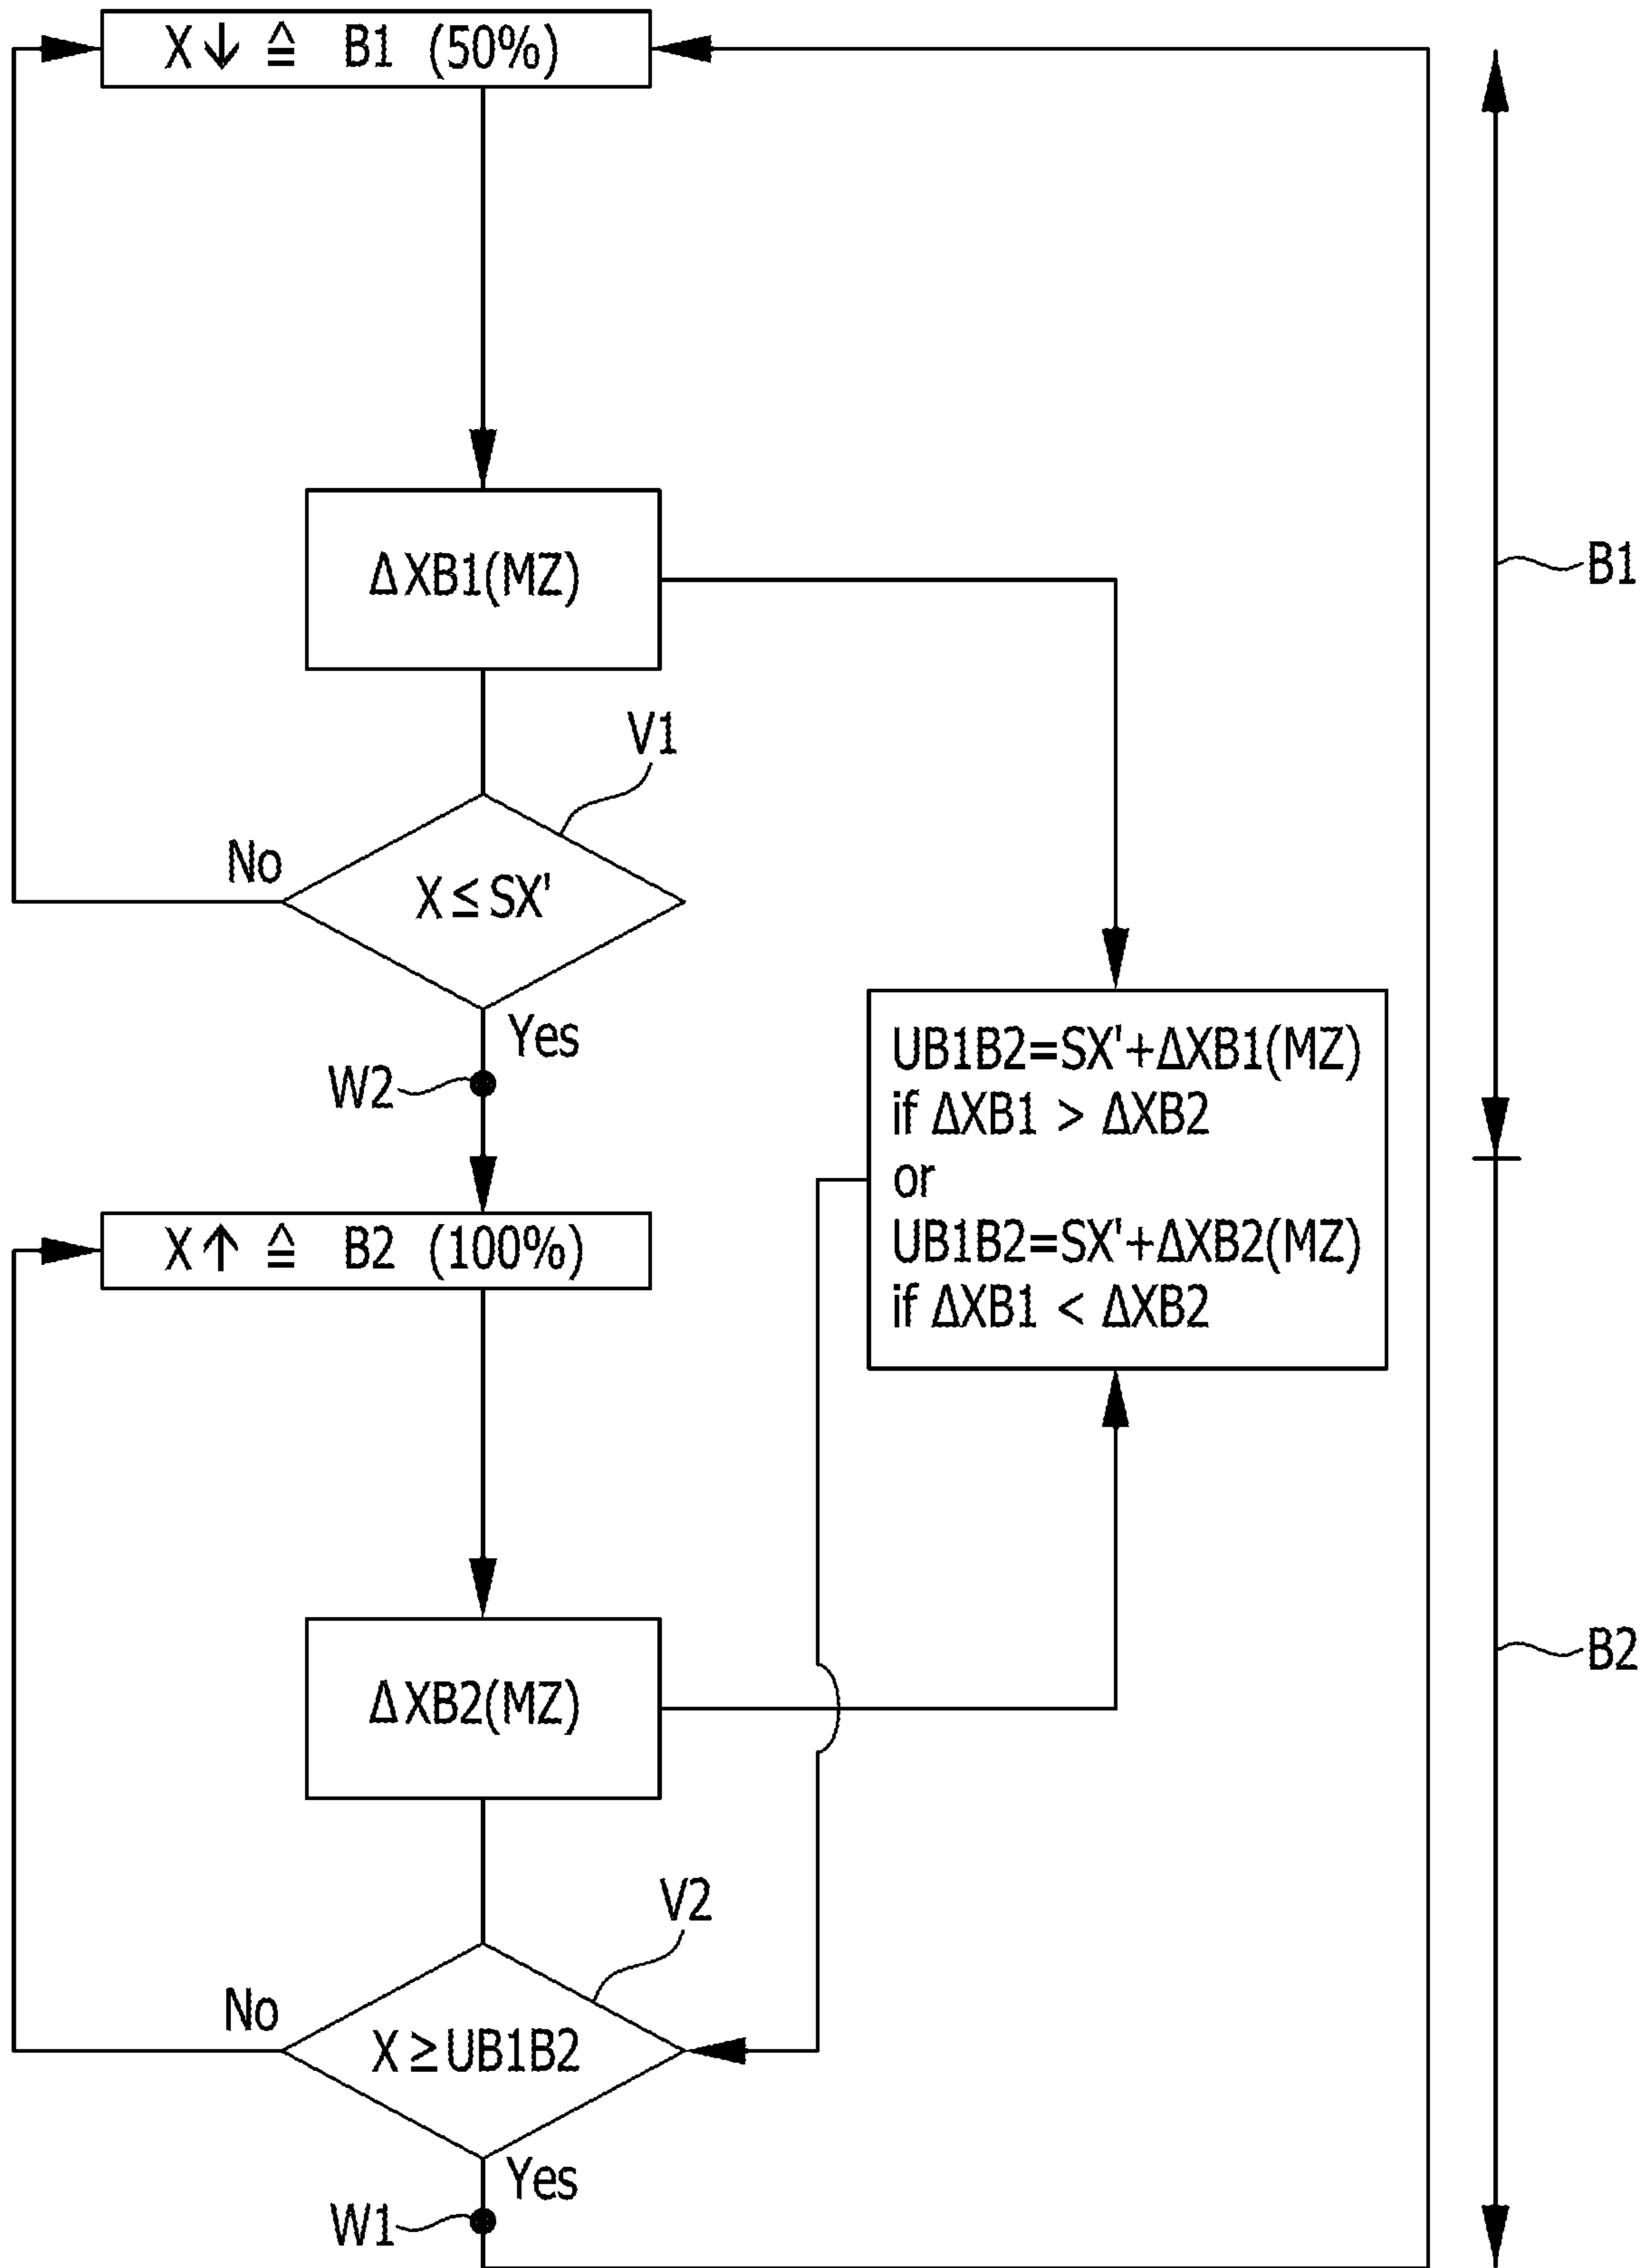 X ↓ ≙ B1 (50%)
B1
ΔXB1(MZ)
V1
No
X ≤ SX'
Yes
W2
UB1B2=SX'+ΔXB1(MZ)
if ΔXB1 > ΔXB2
or
UB1B2=SX'+ΔXB2(MZ)
if ΔXB1 < ΔXB2
X ↑ ≙ B2 (100%)
B2
ΔXB2(MZ)
V2
No
X ≥ UB1B2
Yes
W1